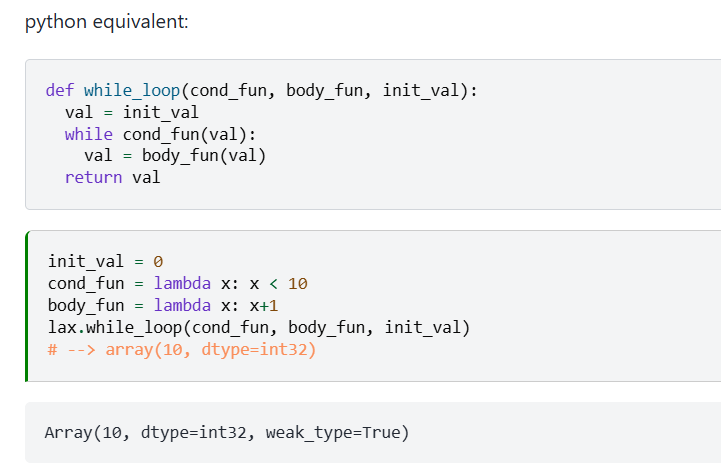 python equivalent:
def while_loop(cond_fun, body_fun, init_val):
  val = init_val
  while cond_fun(val):
    val = body_fun(val)
  return val
init_val = 0
cond_fun = lambda x: x < 10
body_fun = lambda x: x+1
lax.while_loop(cond_fun, body_fun, init_val)
# --> array(10, dtype=int32)
Array(10, dtype=int32, weak_type=True)